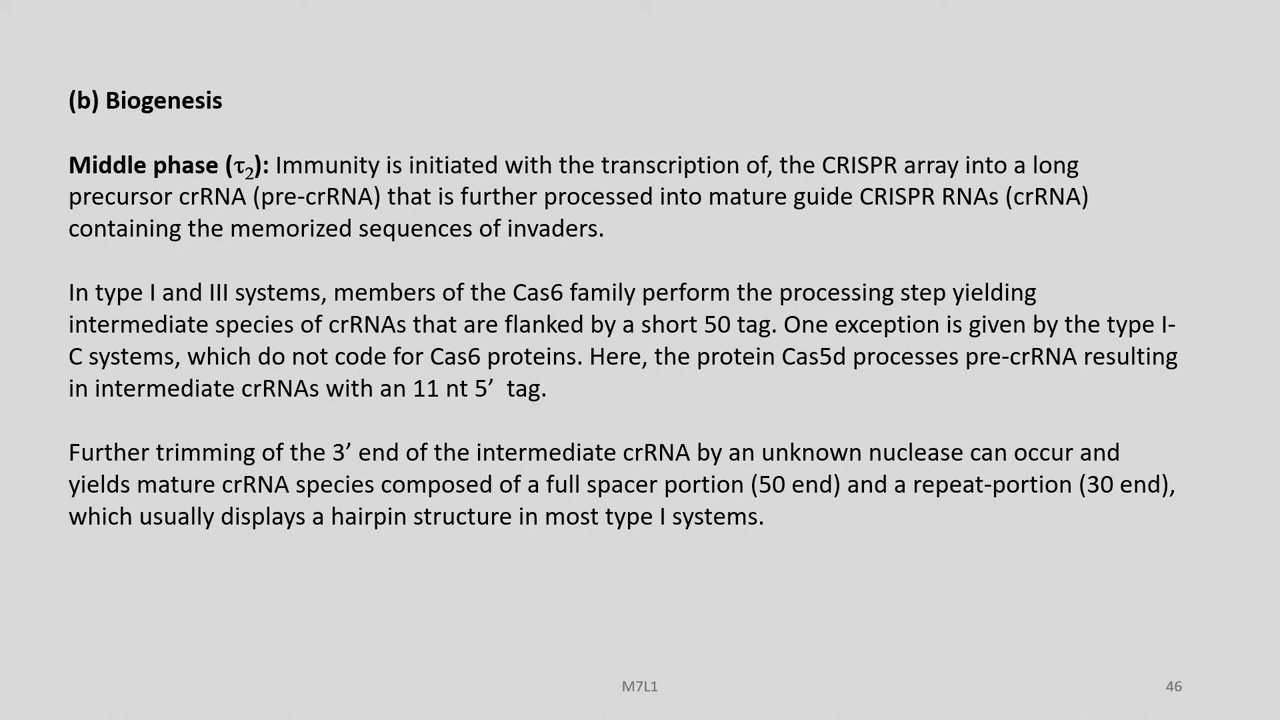 (b) Biogenesis
Middle phase (τ2): Immunity is initiated with the transcription of, the CRISPR array into a long
precursor crRNA (pre-crRNA) that is further processed into mature guide CRISPR RNAs (crRNA)
containing the memorized sequences of invaders.
In type I and III systems, members of the Cas6 family perform the processing step yielding
intermediate species of crRNAs that are flanked by a short 50 tag. One exception is given by the type I-
C systems, which do not code for Cas6 proteins. Here, the protein Cas5d processes pre-crRNA resulting
in intermediate crRNAs with an 11 nt 5’ tag.
Further trimming of the 3’ end of the intermediate crRNA by an unknown nuclease can occur and
yields mature crRNA species composed of a full spacer portion (50 end) and a repeat-portion (30 end),
which usually displays a hairpin structure in most type I systems.
M7L1
46